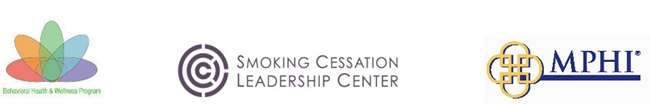 Behavioral Health & Wellness Program
SMOKING CESSATION
LEADERSHIP CENTER
MPHI®